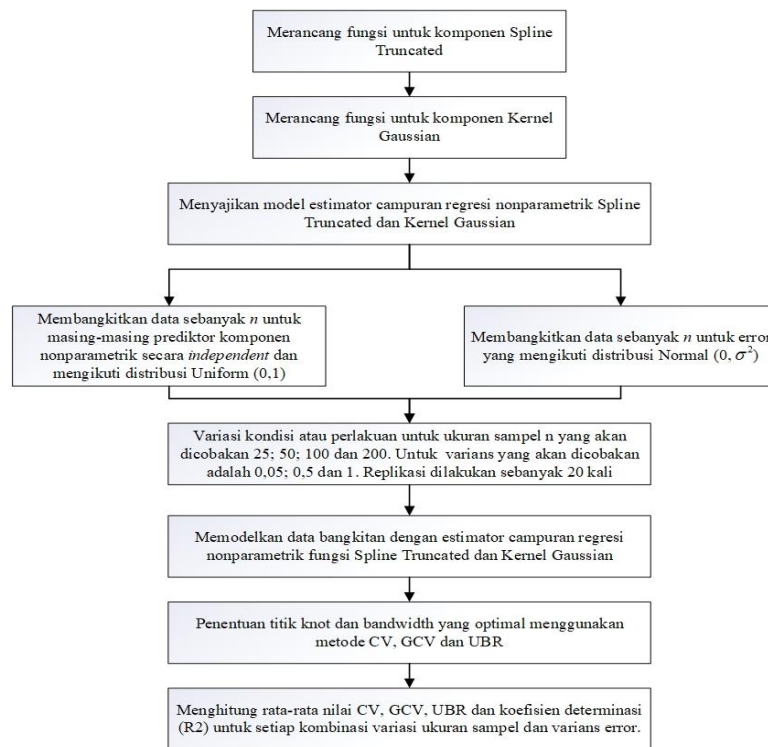 Merancang fungsi untuk komponen Spline
Truncated
Merancang fungsi untuk komponen Kernel
Gaussian
Menyajikan model estimator campuran regresi nonparametrik Spline
Truncated dan Kernel Gaussian
Membangkitkan data sebanyak n untuk
masing-masing prediktor komponen
nonparametrik secara independent dan
mengikuti distribusi Uniform (0,1)
Membangkitkan data sebanyak n untuk error
yang mengikuti distribusi Normal (0, σ²)
Variasi kondisi atau perlakuan untuk ukuran sampel n yang akan
dicobakan 25; 50; 100 dan 200. Untuk varians yang akan dicobakan
adalah 0,05; 0,5 dan 1. Replikasi dilakukan sebanyak 20 kali
Memodelkan data bangkitan dengan estimator campuran regresi
nonparametrik fungsi Spline Truncated dan Kernel Gaussian
Penentuan titik knot dan bandwidth yang optimal menggunakan
metode CV, GCV dan UBR
Menghitung rata-rata nilai CV, GCV, UBR dan koefisien determinasi
(R2) untuk setiap kombinasi variasi ukuran sampel dan varians error.